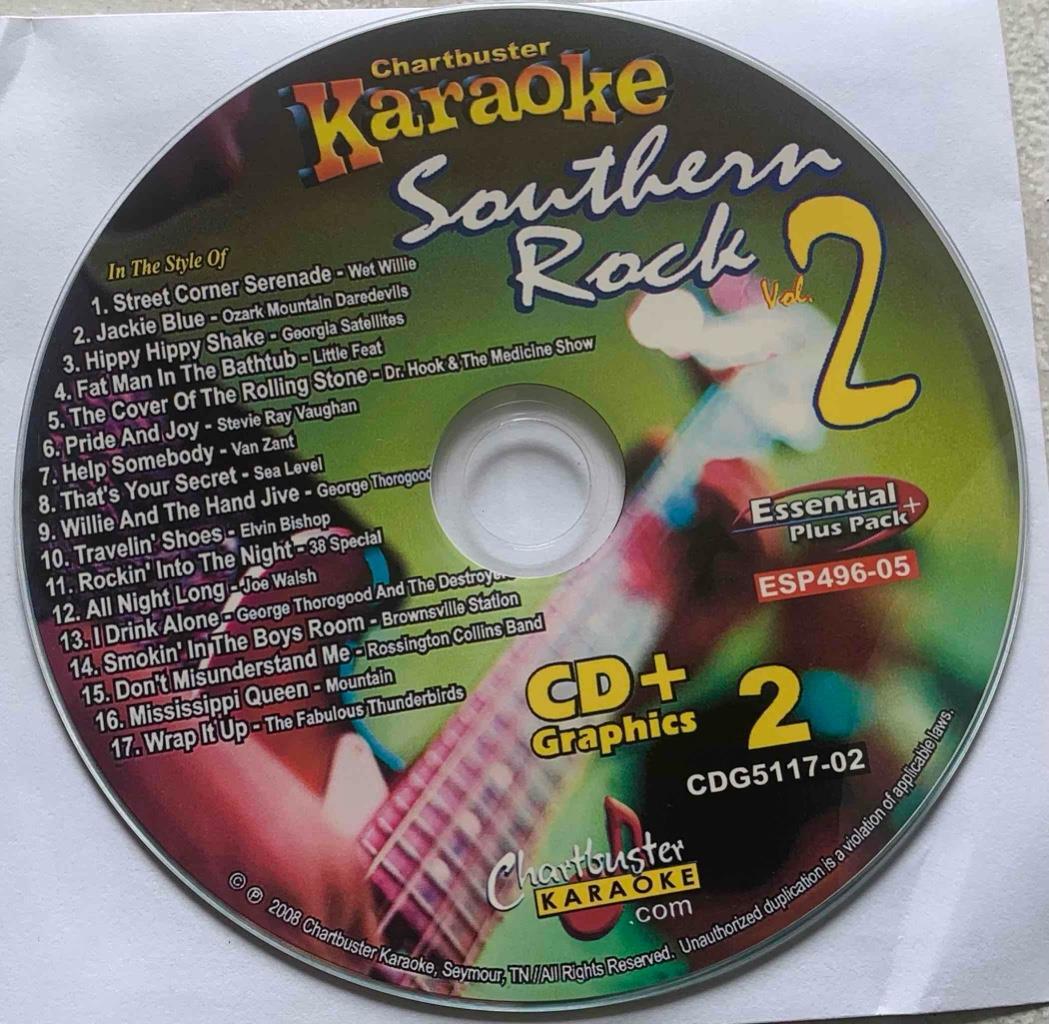 Chartbuster
Karaoke
Southern
Rock
Vol. 2
In The Style Of
1. Street Corner Serenade - Wet Willie
2. Jackie Blue - Ozark Mountain Daredevils
3. Hippy Hippy Shake - Georgia Satellites
4. Fat Man In The Bathtub - Little Feat
5. The Cover Of The Rolling Stone - Dr. Hook & The Medicine Show
6. Pride And Joy - Stevie Ray Vaughan
7. Help Somebody - Van Zant
8. That's Your Secret - Sea Level
9. Willie And The Hand Jive - George Thorogood
10. Travelin' Shoes - Elvin Bishop
11. Rockin' Into The Night - 38 Special
12. All Night Long - Joe Walsh
13. I Drink Alone - George Thorogood And The Destroye
14. Smokin' In The Boys Room - Brownsville Station
15. Don't Misunderstand Me - Rossington Collins Band
16. Mississippi Queen - Mountain
17. Wrap It Up - The Fabulous Thunderbirds
Essential +
Plus Pack
ESP496-05
CD+
Graphics
2
CDG5117-02
Chartbuster
KARAOKE
.com
© ℗ 2008 Chartbuster Karaoke, Seymour, TN / All Rights Reserved. Unauthorized duplication is a violation of applicable laws.